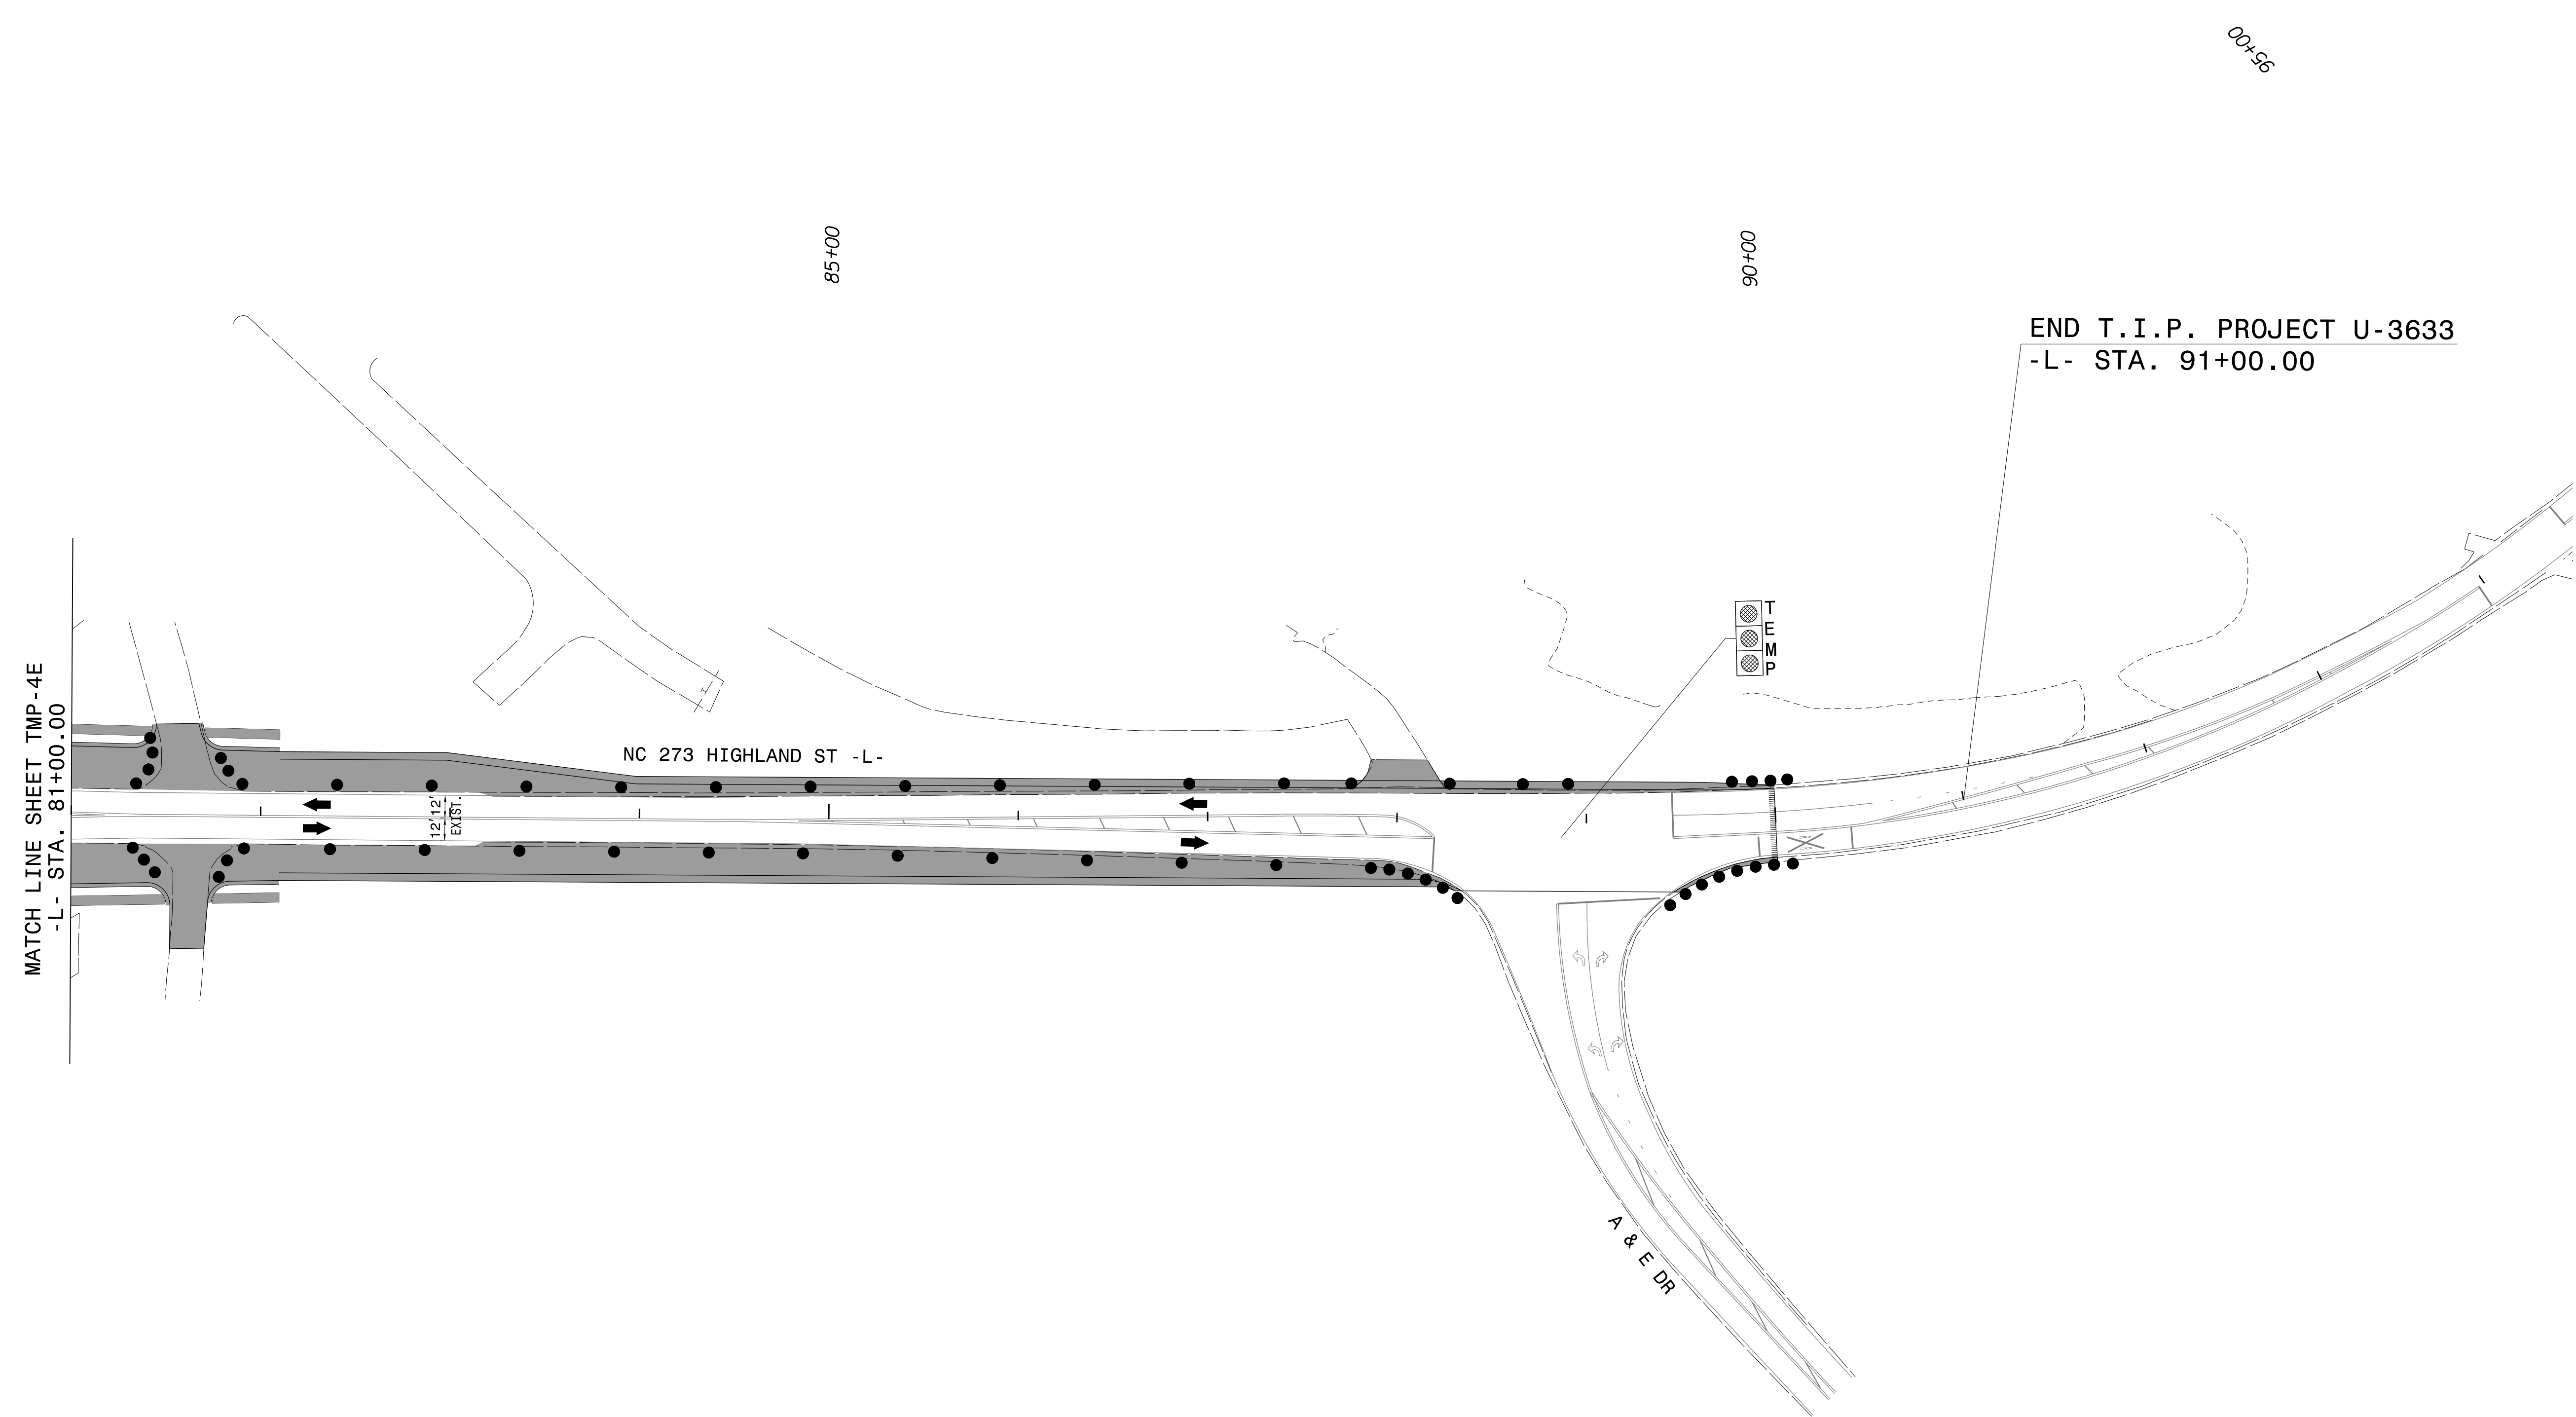 95+00
85+00
90+00
END T.I.P. PROJECT U-3633
-L- STA. 91+00.00
TEMP
MATCH LINE SHEET TMP-4E
-L- STA. 81+00.00
NC 273 HIGHLAND ST -L-
12' 12'
EXIST.
A & E DR